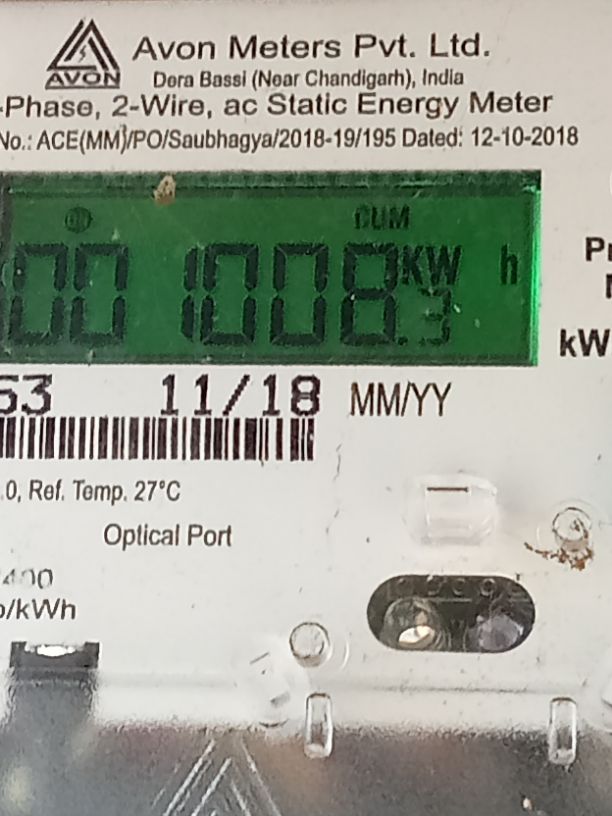 Avon Meters Pvt. Ltd.
AVON
Dera Bassi (Near Chandigarh), India
-Phase, 2-Wire, ac Static Energy Meter
No.: ACE(MM)/PO/Saubhagya/2018-19/195 Dated: 12-10-2018
CUM
001008.3 KW h
kW
53 11/18 MM/YY
.0, Ref. Temp. 27°C
Optical Port
400
/kWh